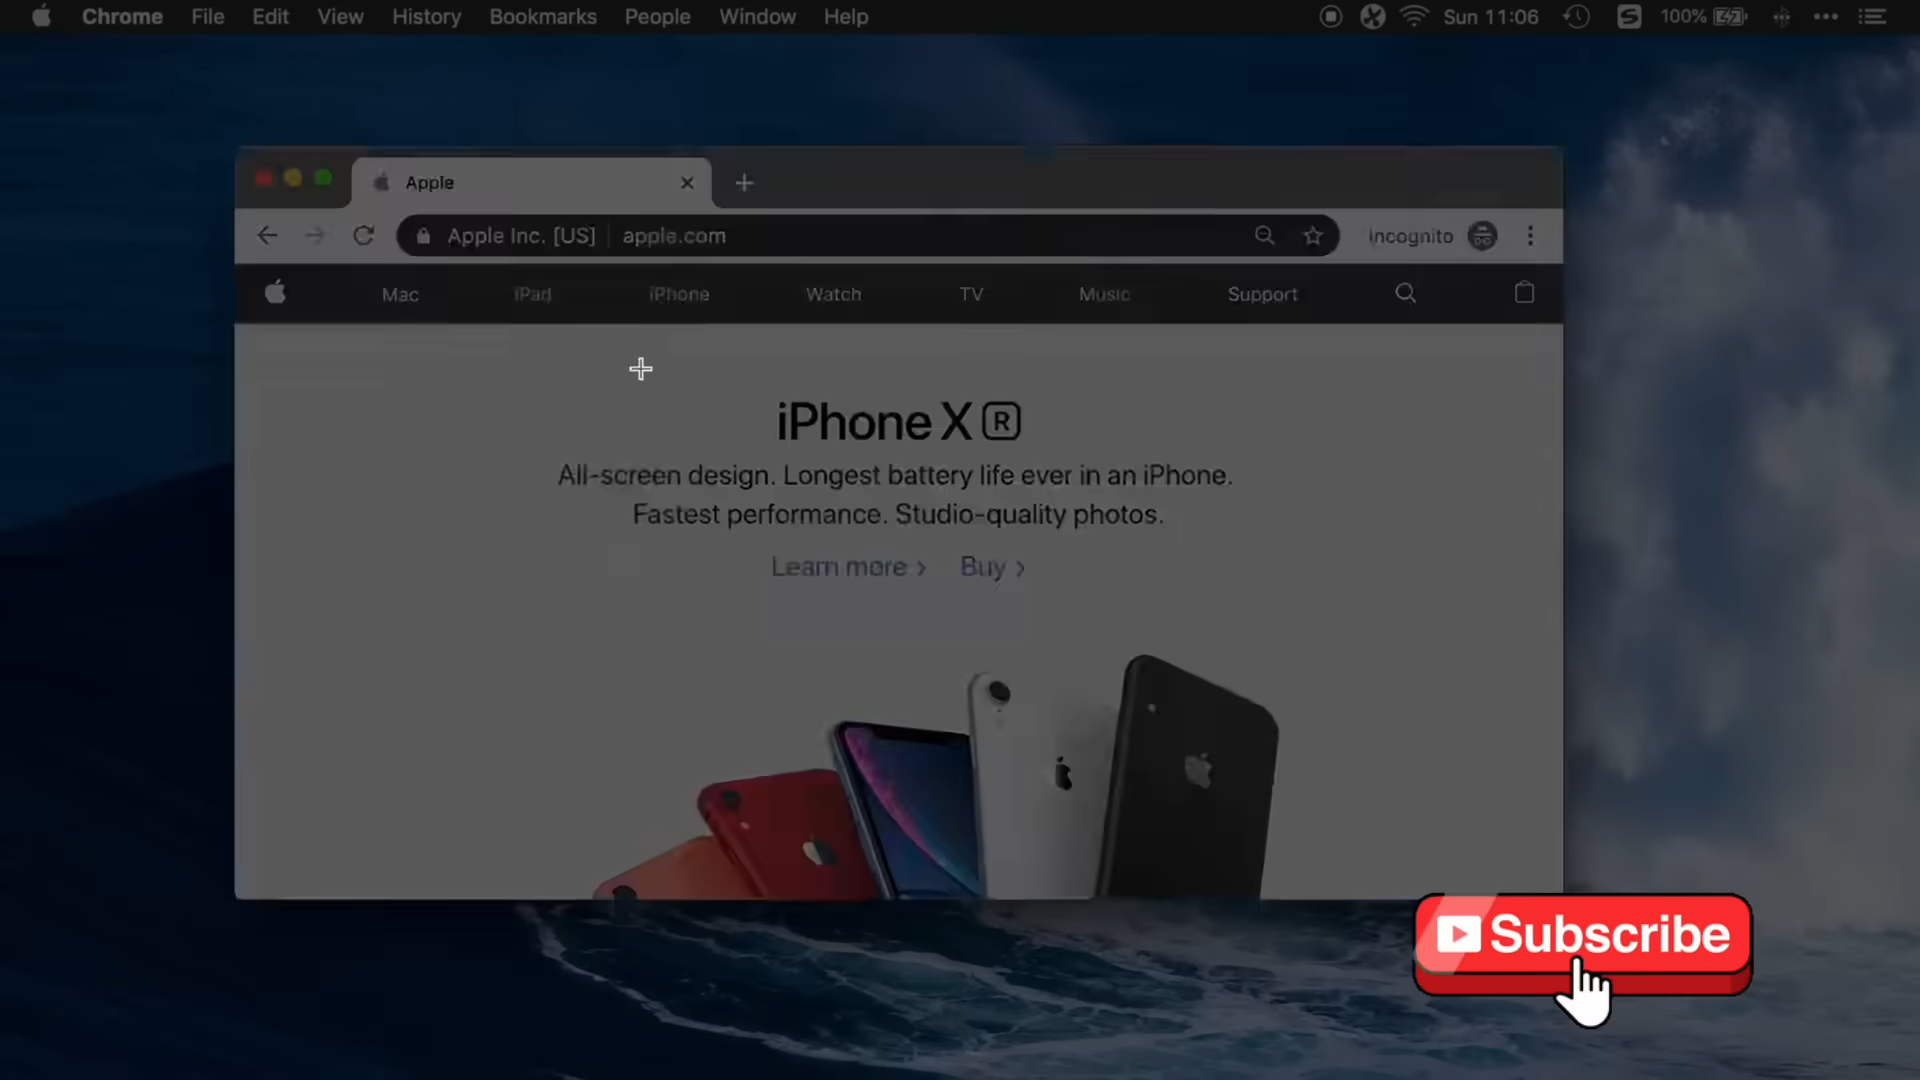 Chrome File Edit View History Bookmarks People Window Help Sun 11:06 100%
Apple
Apple Inc. [US] apple.com Incognito
Mac iPad iPhone Watch TV Music Support
iPhone XR
All-screen design. Longest battery life ever in an iPhone.
Fastest performance. Studio-quality photos.
Learn more > Buy >
Subscribe